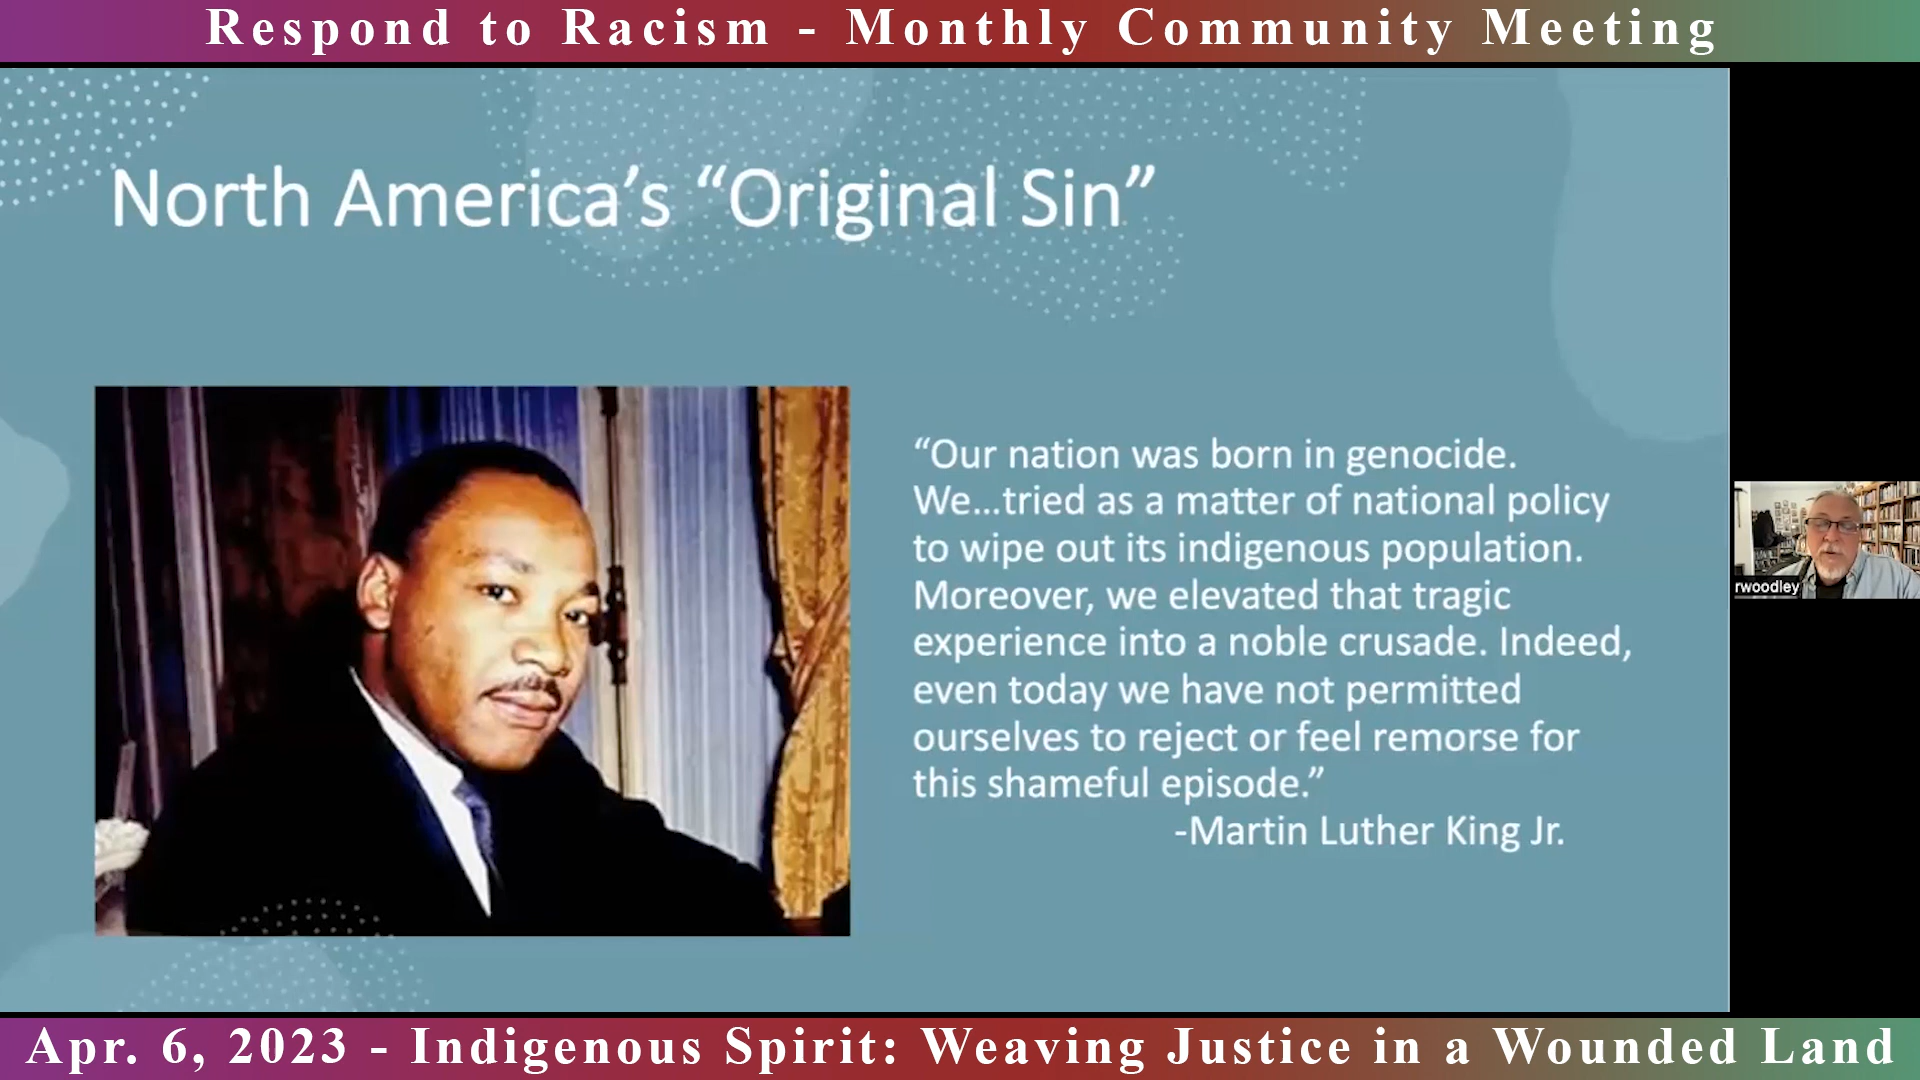 Respond to Racism - Monthly Community Meeting
North America’s “Original Sin”
“Our nation was born in genocide.
We...tried as a matter of national policy
to wipe out its indigenous population.
Moreover, we elevated that tragic
experience into a noble crusade. Indeed,
even today we have not permitted
ourselves to reject or feel remorse for
this shameful episode.”
-Martin Luther King Jr.
rwoodley
Apr. 6, 2023 - Indigenous Spirit: Weaving Justice in a Wounded Land